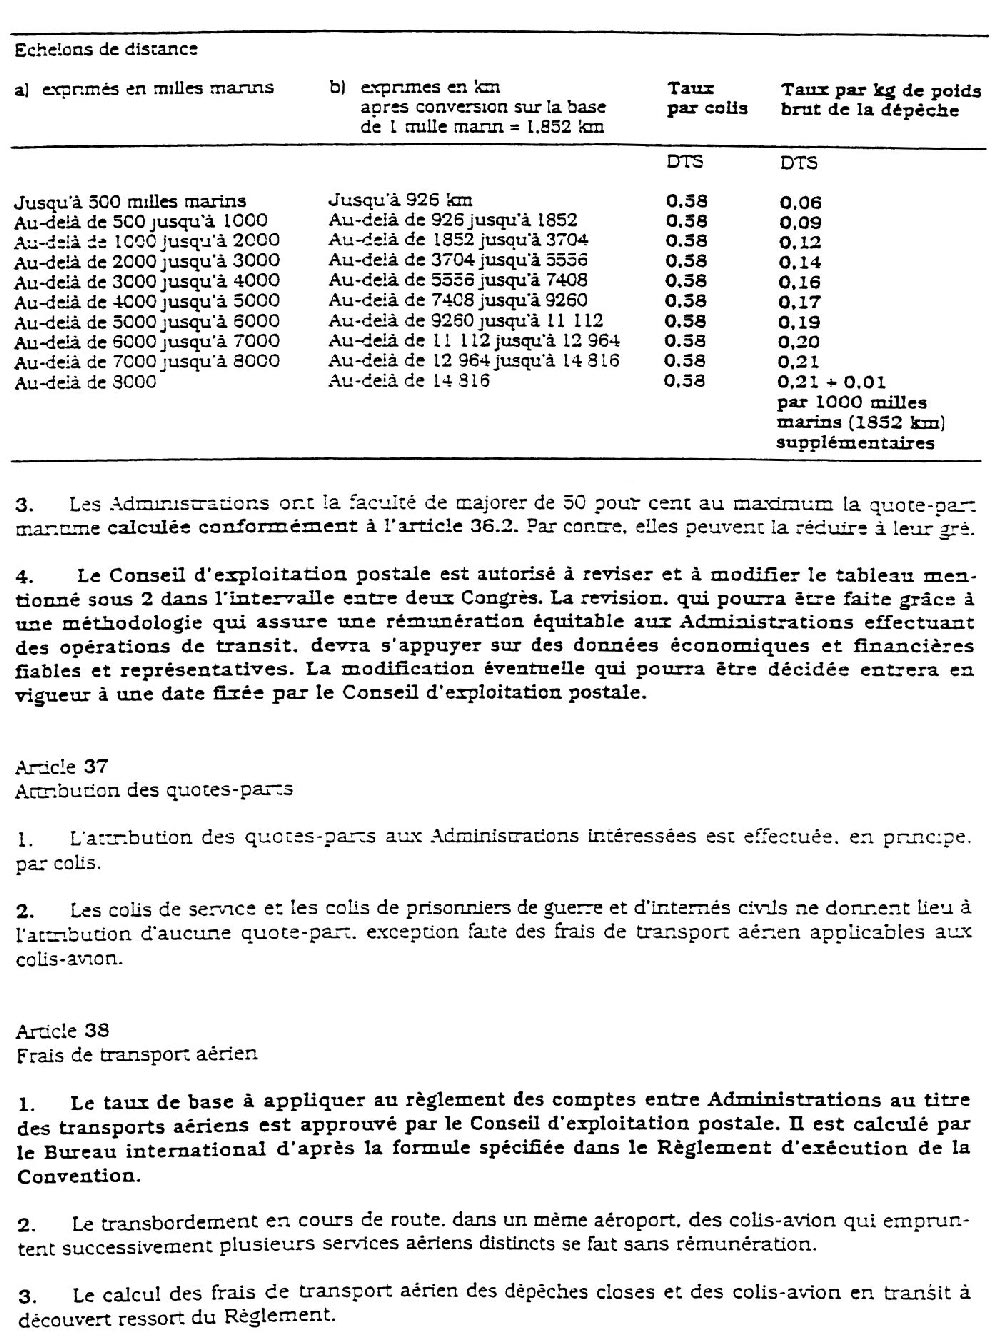 Echelons de distance
a) exprimés en milles marins b) exprimés en km Taux Taux par kg de poids
après conversion sur la base par colis brut de la dépêche
de 1 mille marin = 1,852 km
DTS DTS
Jusqu'à 500 milles marins Jusqu'à 926 km 0,58 0,06
Au-delà de 500 jusqu'à 1000 Au-delà de 926 jusqu'à 1852 0,58 0,09
Au-delà de 1000 jusqu'à 2000 Au-delà de 1852 jusqu'à 3704 0,58 0,12
Au-delà de 2000 jusqu'à 3000 Au-delà de 3704 jusqu'à 5556 0,58 0,14
Au-delà de 3000 jusqu'à 4000 Au-delà de 5556 jusqu'à 7408 0,58 0,16
Au-delà de 4000 jusqu'à 5000 Au-delà de 7408 jusqu'à 9260 0,58 0,17
Au-delà de 5000 jusqu'à 6000 Au-delà de 9260 jusqu'à 11 112 0,58 0,19
Au-delà de 6000 jusqu'à 7000 Au-delà de 11 112 jusqu'à 12 964 0,58 0,20
Au-delà de 7000 jusqu'à 8000 Au-delà de 12 964 jusqu'à 14 816 0,58 0,21
Au-delà de 8000 Au-delà de 14 816 0,58 0,21 + 0,01
par 1000 milles
marins (1852 km)
supplémentaires
3. Les Administrations ont la faculté de majorer de 50 pour cent au maximum la quote-part
maritime calculée conformément à l'article 36.2. Par contre, elles peuvent la réduire à leur gré.
4. Le Conseil d'exploitation postale est autorisé à reviser et à modifier le tableau men-
tionné sous 2 dans l'intervalle entre deux Congrès. La revision, qui pourra être faite grâce à
une méthodologie qui assure une rémunération équitable aux Administrations effectuant
des opérations de transit, devra s'appuyer sur des données économiques et financières
fiables et représentatives. La modification éventuelle qui pourra être décidée entrera en
vigueur à une date fixée par le Conseil d'exploitation postale.
Article 37
Attribution des quotes-parts
1. L'attribution des quotes-parts aux Administrations intéressées est effectuée, en principe,
par colis.
2. Les colis de service et les colis de prisonniers de guerre et d'internés civils ne donnent lieu à
l'attribution d'aucune quote-part, exception faite des frais de transport aérien applicables aux
colis-avion.
Article 38
Frais de transport aérien
1. Le taux de base à appliquer au règlement des comptes entre Administrations au titre
des transports aériens est approuvé par le Conseil d'exploitation postale. Il est calculé par
le Bureau international d'après la formule spécifiée dans le Règlement d'exécution de la
Convention.
2. Le transbordement en cours de route, dans un même aéroport, des colis-avion qui emprun-
tent successivement plusieurs services aériens distincts se fait sans rémunération.
3. Le calcul des frais de transport aérien des dépêches closes et des colis-avion en transit à
découvert ressort du Règlement.